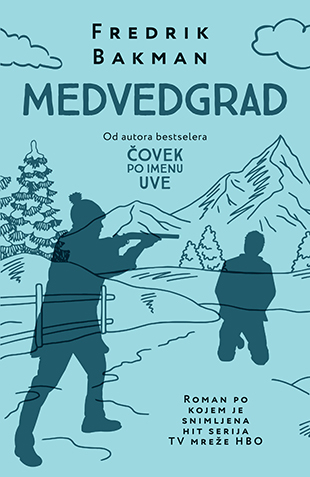 FREDRIK
BAKMAN
MEDVEDGRAD
Od autora bestselera
ČOVEK
PO IMENU
UVE
ROMAN PO
KOJEM JE
SNIMLJENA
HIT SERIJA
TV MREŽE HBO